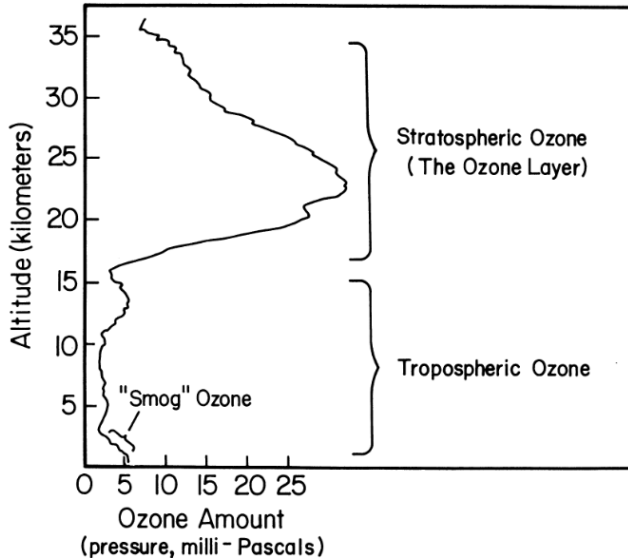 35
30
25
20
15
10
5
Altitude (kilometers)
Stratospheric Ozone
(The Ozone Layer)
Tropospheric Ozone
"Smog" Ozone
0 5 10 15 20 25
Ozone Amount
(pressure, milli-Pascals)